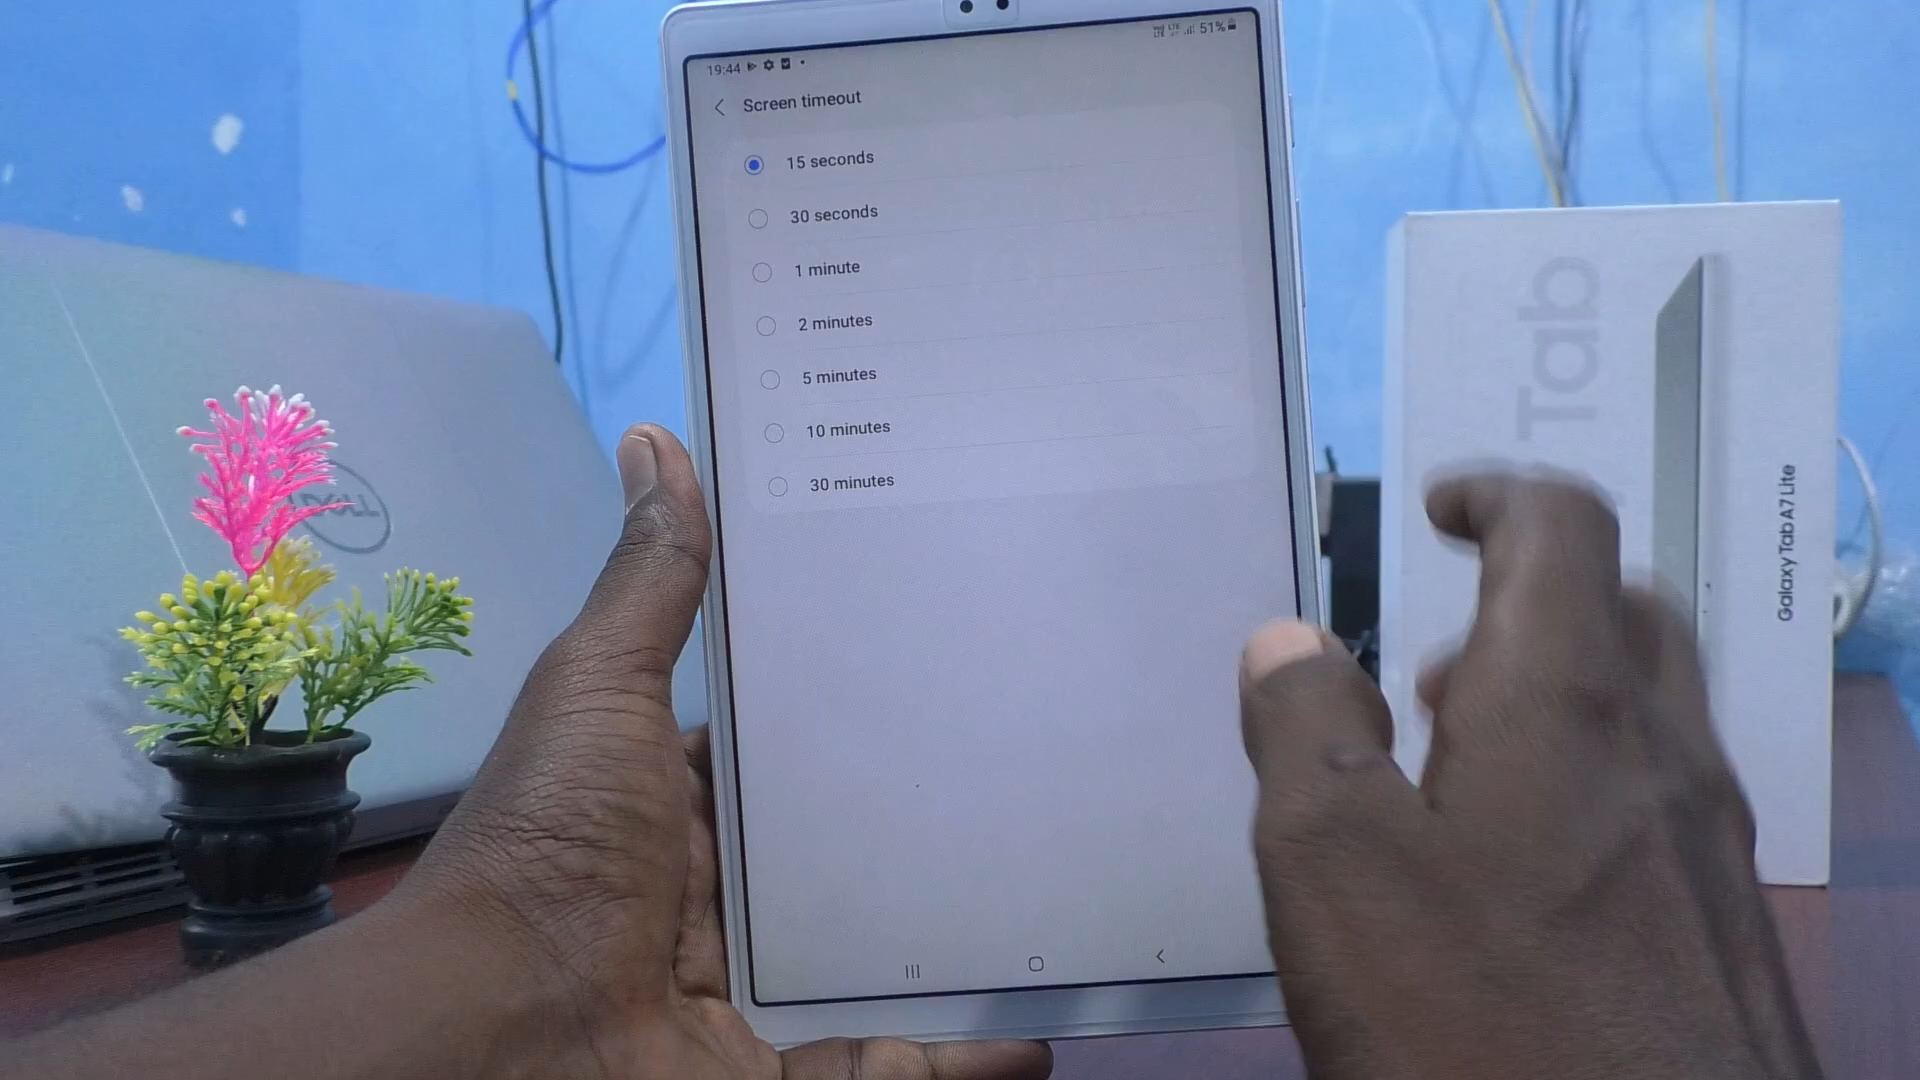 19:44
51%
Screen timeout
15 seconds
30 seconds
1 minute
2 minutes
5 minutes
10 minutes
30 minutes
DELL
Tab
Galaxy Tab A7 Lite